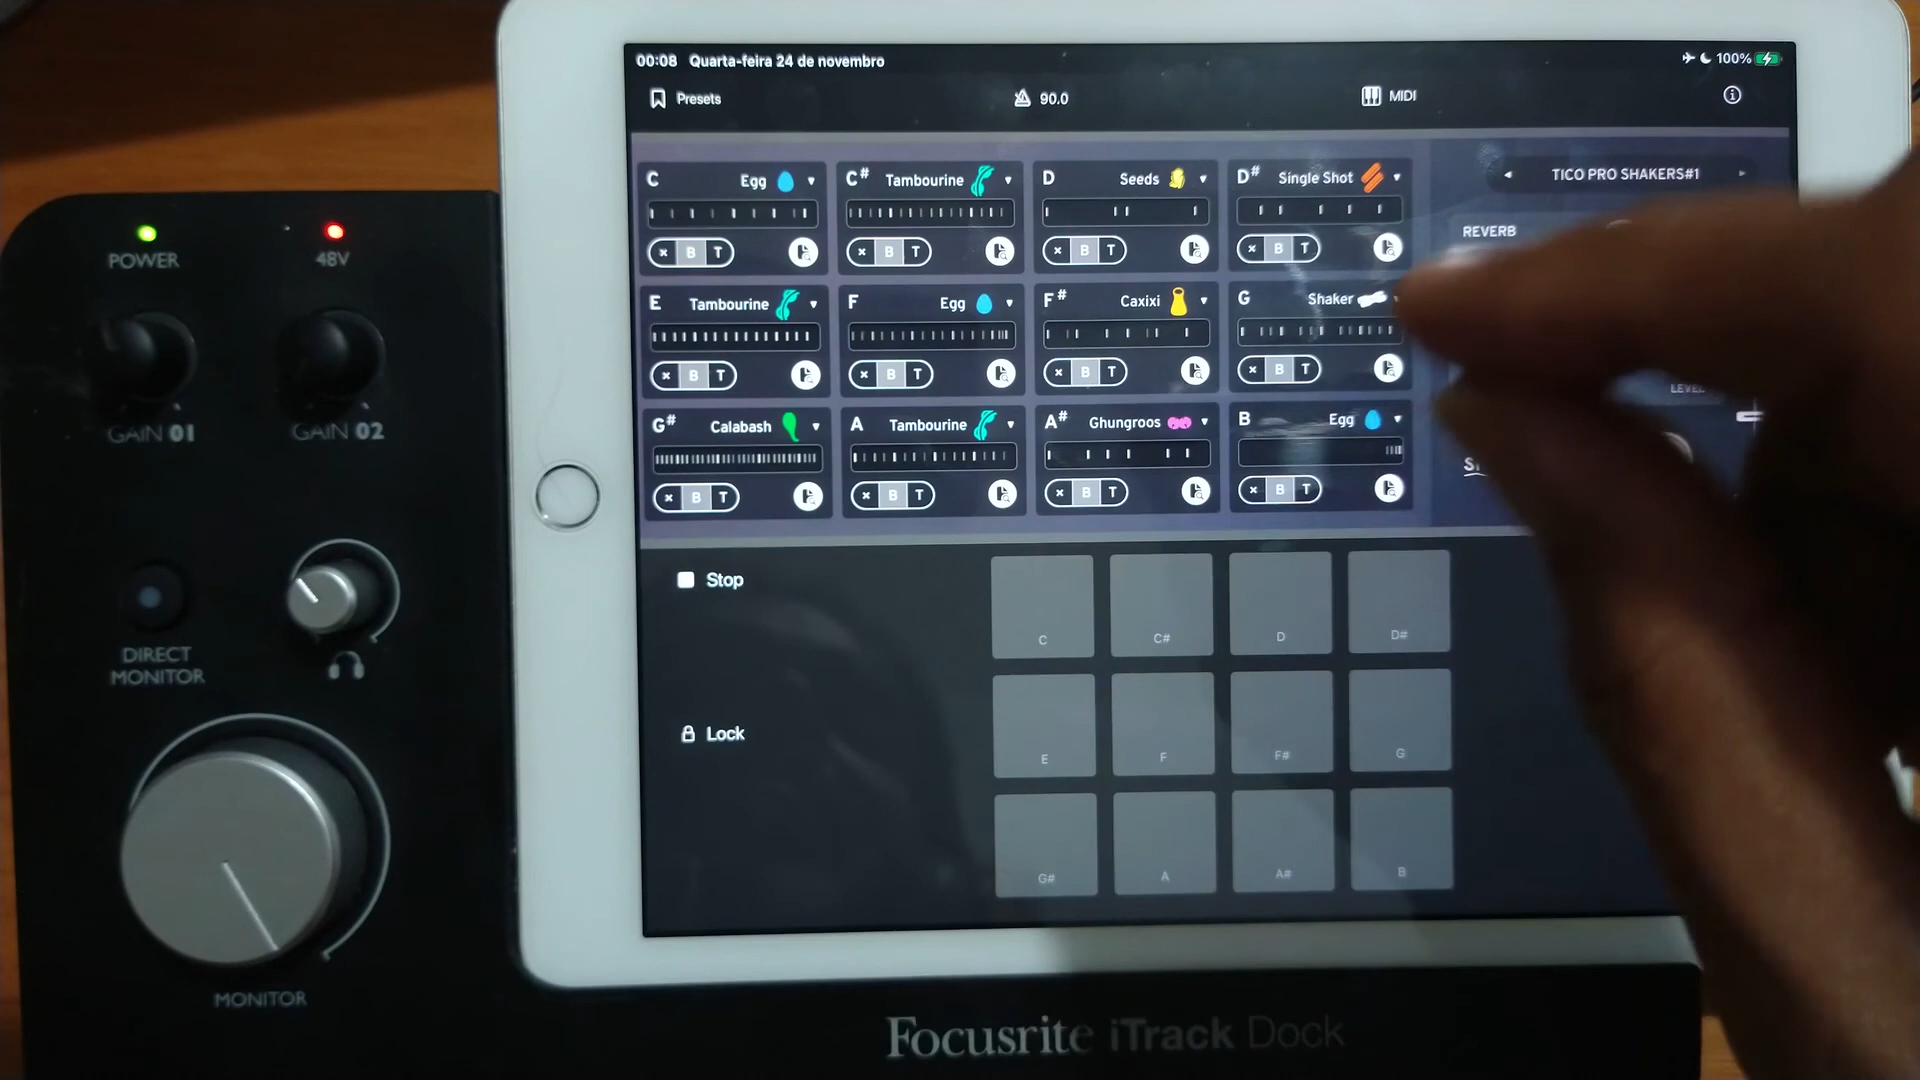 00:08 Quarta-feira 24 de novembro 100%
Presets 90.0 MIDI
C Egg C# Tambourine D Seeds D# Single Shot
× B T × B T × B T × B T
E Tambourine F Egg F# Caxixi G Shaker
× B T × B T × B T × B T
G# Calabash A Tambourine A# Ghungroos B Egg
× B T × B T × B T × B T
TICO PRO SHAKERS#1
REVERB
Stop
Lock
C C# D D#
E F F# G
G# A A# B
POWER 48V
GAIN 01 GAIN 02
DIRECT
MONITOR
MONITOR
Focusrite iTrack Dock